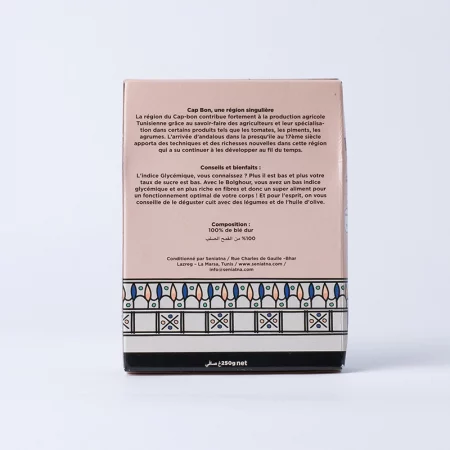 Cap Bon, une région singulière
La région du Cap-bon contribue fortement à la production agricole
Tunisienne grâce au savoir-faire des agriculteurs et leur spécialisa-
tion dans certains produits tels que les tomates, les piments, les
agrumes. L'arrivée d'andalous dans la presqu'île au 17ème siècle
apporta des techniques et des richesses nouvelles dans cette région
qui a su continuer à les développer au fil du temps.
Conseils et bienfaits :
L'indice Glycémique, vous connaissez ? Plus il est bas et plus votre
taux de sucre est bas. Avec le Bolghour, vous avez un bas indice
glycémique et en plus riche en fibres et donc un super aliment pour
un fonctionnement optimal de votre corps ! Et pour l'esprit, on vous
conseille de le déguster cuit avec des légumes et de l'huile d'olive.
Composition :
100% de blé dur
100% من القمح الصلب
Conditionné par Seniatna / Rue Charles de Gaulle -Bhar
Lazreg - La Marsa, Tunis / www.seniatna.com /
info@seniatna.com
صافي غ250g net